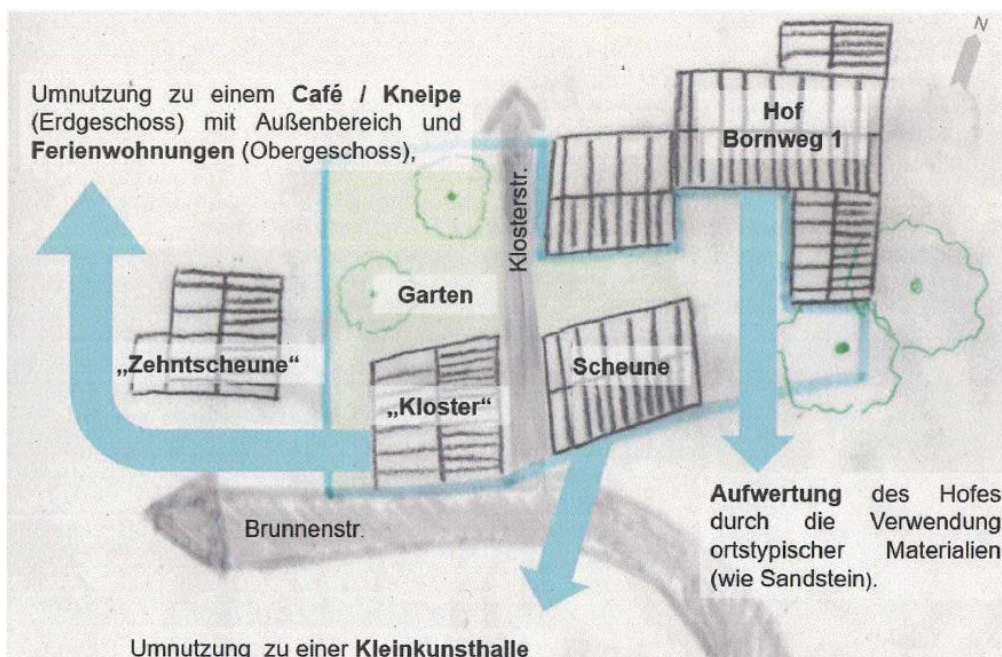 N
Umnutzung zu einem Café / Kneipe
(Erdgeschoss) mit Außenbereich und
Ferienwohnungen (Obergeschoss),
Hof
Bornweg 1
Klosterstr.
Garten
„Zehntscheune“
Scheune
„Kloster“
Brunnenstr.
Aufwertung des Hofes
durch die Verwendung
ortstypischer Materialien
(wie Sandstein).
Umnutzung zu einer Kleinkunsthalle